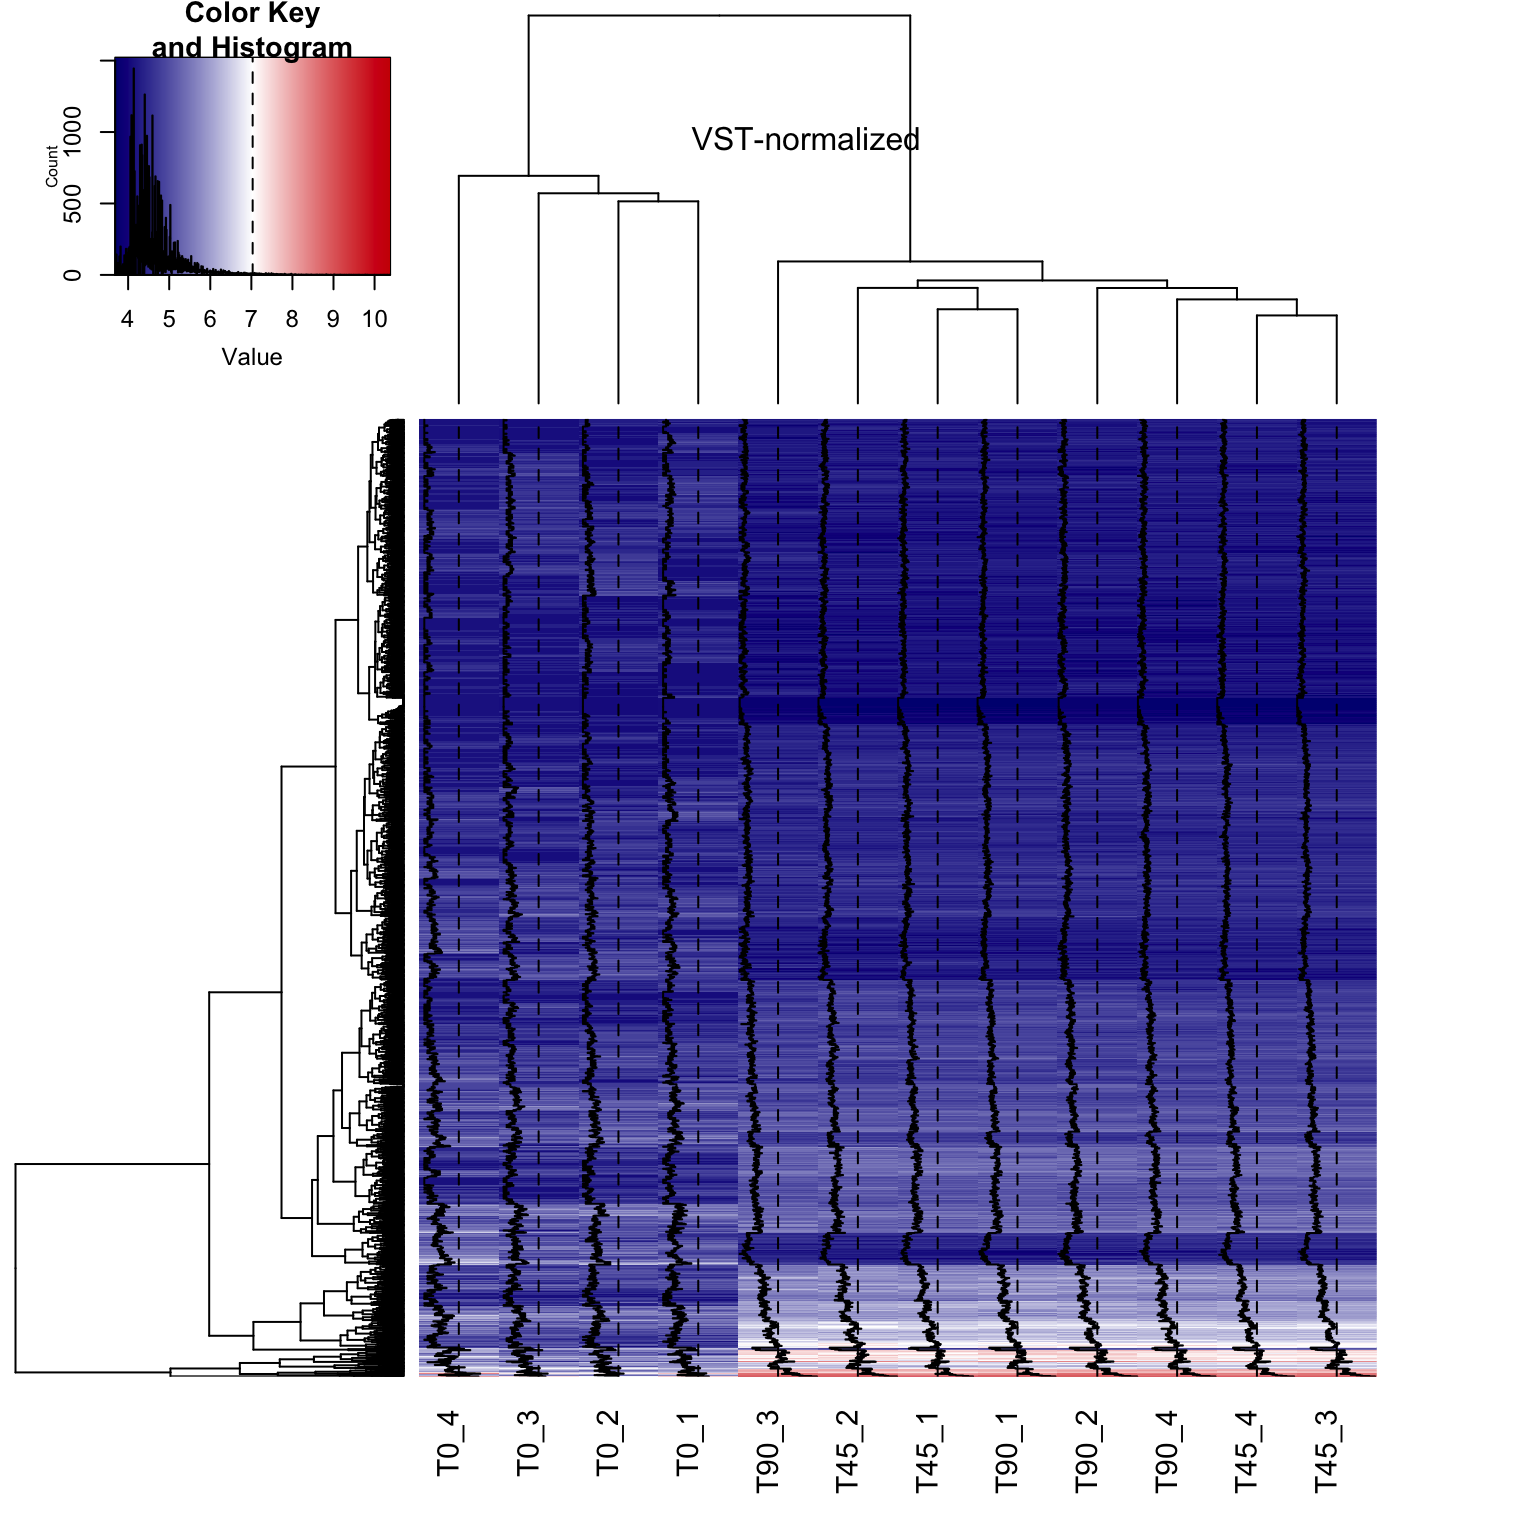 Color Key
and Histogram
Count
0 500 1000
4 5 6 7 8 9 10
Value
VST-normalized
T0_4 T0_3 T0_2 T0_1 T90_3 T45_2 T45_1 T90_1 T90_2 T90_4 T45_4 T45_3